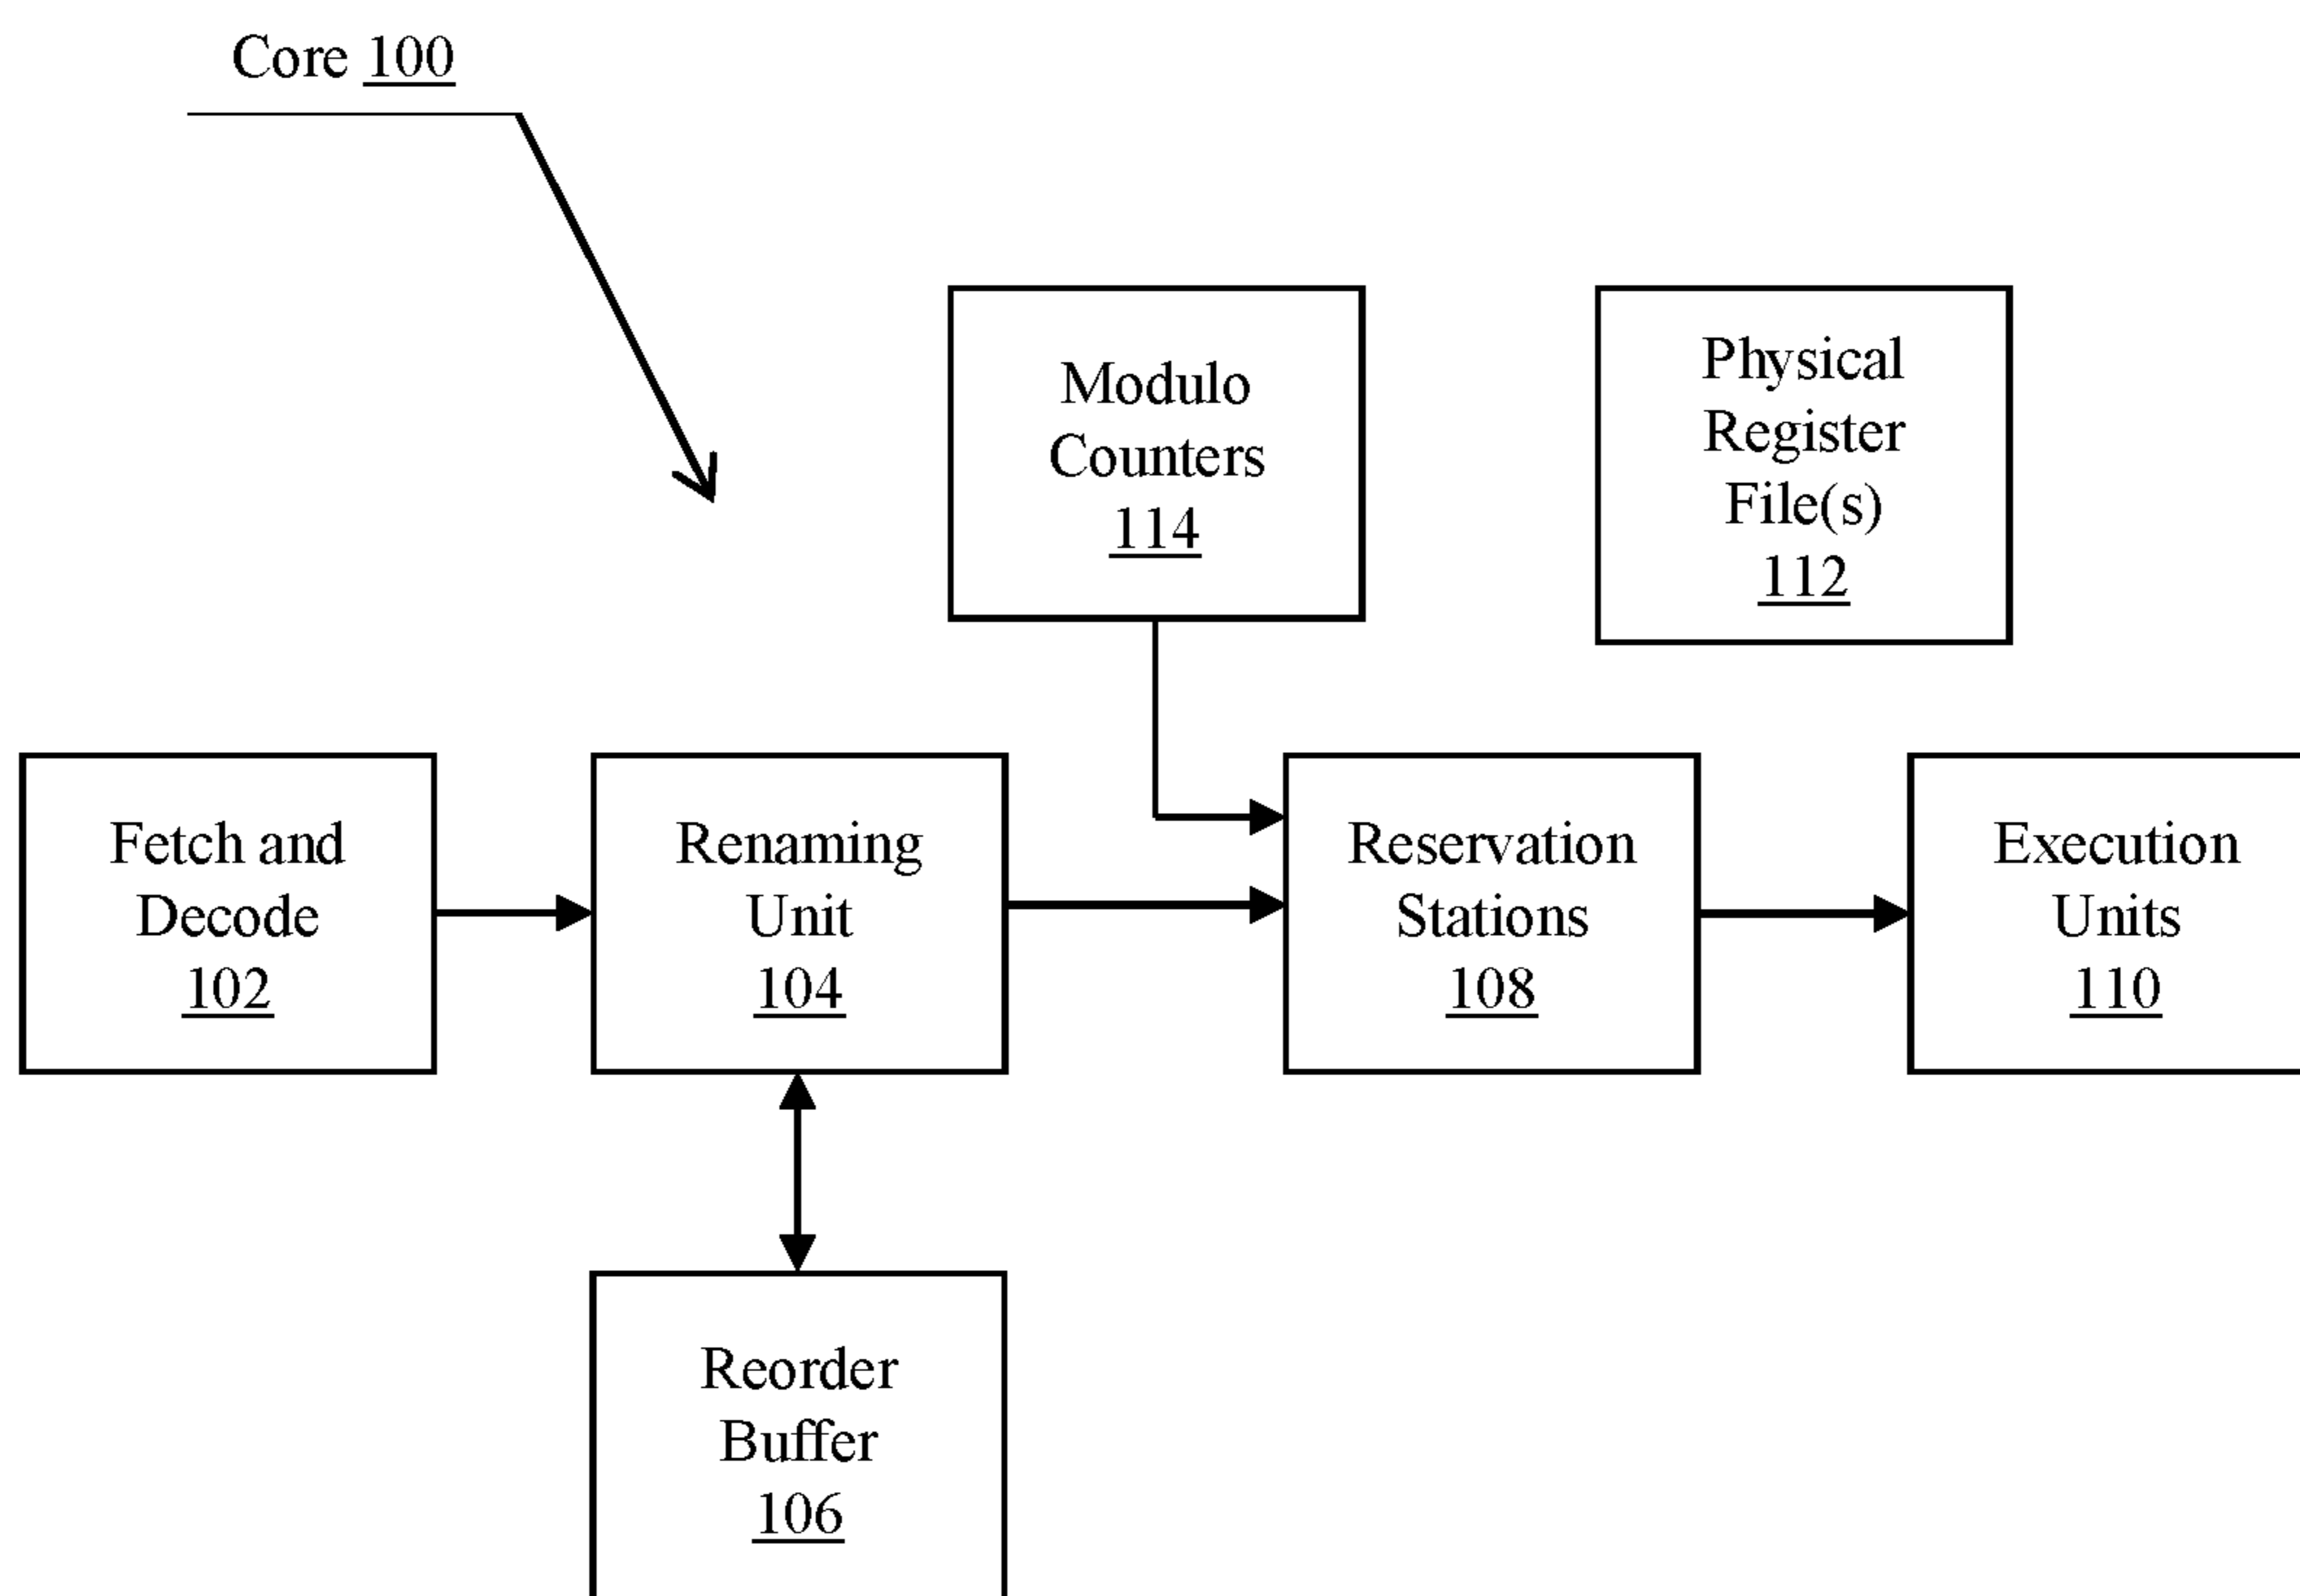 Core 100
Modulo
Counters
114
Physical
Register
File(s)
112
Fetch and
Decode
102
Renaming
Unit
104
Reservation
Stations
108
Execution
Units
110
Reorder
Buffer
106